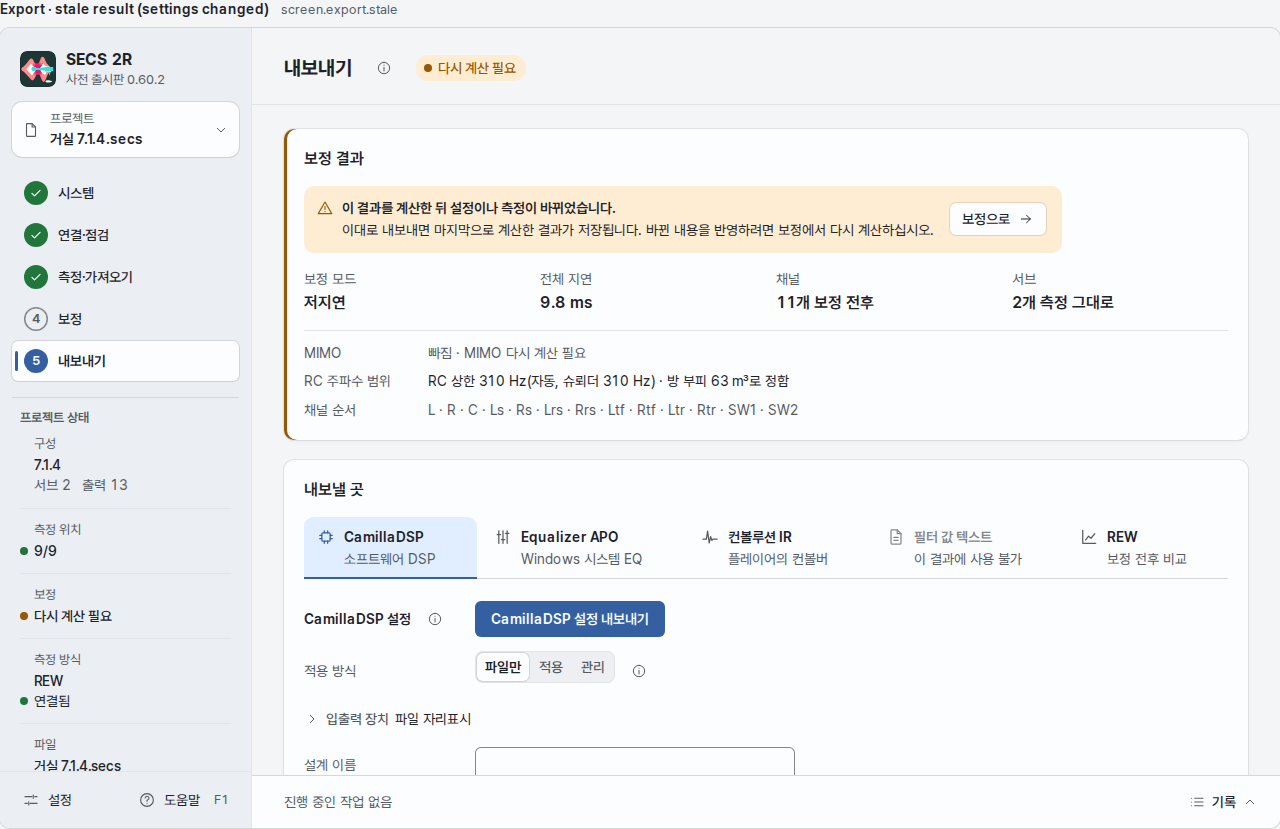 Export · stale result (settings changed) screen.export.stale
SECS 2R
사전 출시판 0.60.2
프로젝트
거실 7.1.4.secs
시스템
연결·점검
측정·가져오기
4 보정
5 내보내기
프로젝트 상태
구성
7.1.4
서브 2 출력 13
측정 위치
9/9
보정
다시 계산 필요
측정 방식
REW
연결됨
파일
거실 7.1.4.secs
설정
도움말 F1
내보내기
다시 계산 필요
보정 결과
이 결과를 계산한 뒤 설정이나 측정이 바뀌었습니다.
이대로 내보내면 마지막으로 계산한 결과가 저장됩니다. 바뀐 내용을 반영하려면 보정에서 다시 계산하십시오.
보정으로
보정 모드
저지연
전체 지연
9.8 ms
채널
11개 보정 전후
서브
2개 측정 그대로
MIMO 빠짐 · MIMO 다시 계산 필요
RC 주파수 범위 RC 상한 310 Hz(자동, 슈뢰더 310 Hz) · 방 부피 63 m³로 정함
채널 순서 L · R · C · Ls · Rs · Lrs · Rrs · Ltf · Rtf · Ltr · Rtr · SW1 · SW2
내보낼 곳
CamillaDSP
소프트웨어 DSP
Equalizer APO
Windows 시스템 EQ
컨볼루션 IR
플레이어의 컨볼버
필터 값 텍스트
이 결과에 사용 불가
REW
보정 전후 비교
CamillaDSP 설정
CamillaDSP 설정 내보내기
적용 방식
파일만 적용 관리
입출력 장치 파일 자리표시
설계 이름
진행 중인 작업 없음
기록